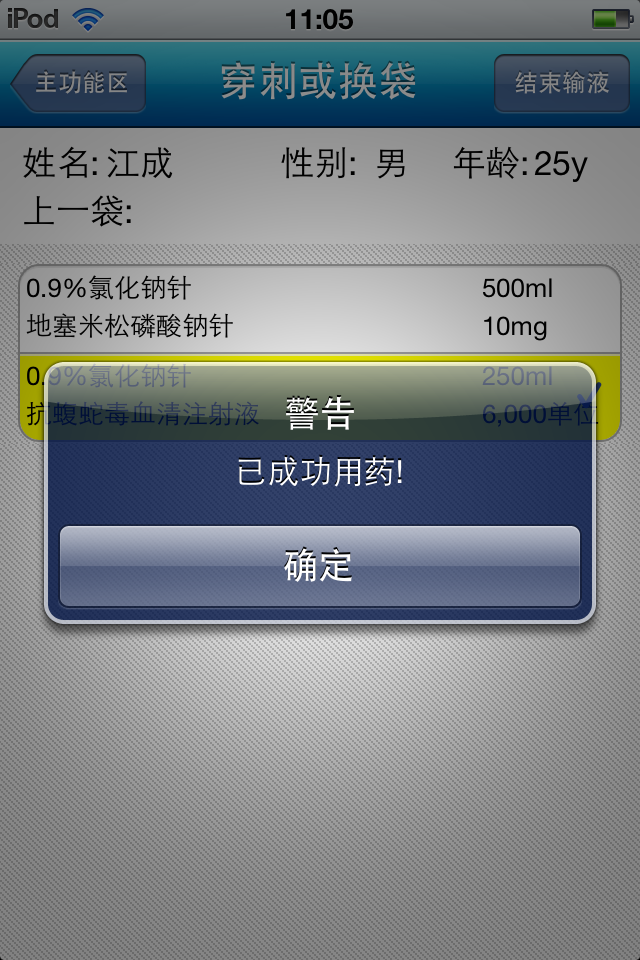 iPod 11:05
主功能区 穿刺或换袋 结束输液
姓名: 江成 性别: 男 年龄: 25y
上一袋:
0.9%氯化钠针 500ml
地塞米松磷酸钠针 10mg
0.9%氯化钠针 250ml
抗蝮蛇毒血清注射液 6,000单位
警告
已成功用药!
确定